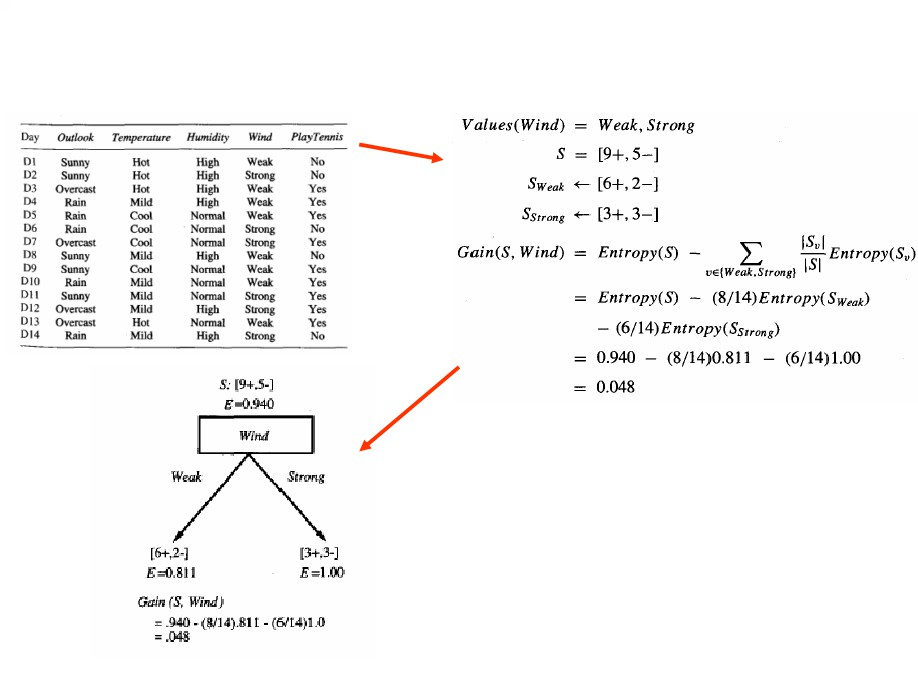 Day Outlook Temperature Humidity Wind PlayTennis
D1 Sunny Hot High Weak No
D2 Sunny Hot High Strong No
D3 Overcast Hot High Weak Yes
D4 Rain Mild High Weak Yes
D5 Rain Cool Normal Weak Yes
D6 Rain Cool Normal Strong No
D7 Overcast Cool Normal Strong Yes
D8 Sunny Mild High Weak No
D9 Sunny Cool Normal Weak Yes
D10 Rain Mild Normal Weak Yes
D11 Sunny Mild Normal Strong Yes
D12 Overcast Mild High Strong Yes
D13 Overcast Hot Normal Weak Yes
D14 Rain Mild High Strong No
Values(Wind) = Weak, Strong
S = [9+, 5−]
S_Weak ← [6+, 2−]
S_Strong ← [3+, 3−]
Gain(S, Wind) = Entropy(S) − ∑_{v∈{Weak,Strong}} |S_v|/|S| Entropy(S_v)
= Entropy(S) − (8/14)Entropy(S_Weak)
− (6/14)Entropy(S_Strong)
= 0.940 − (8/14)0.811 − (6/14)1.00
= 0.048
S: [9+,5-]
E=0.940
Wind
Weak Strong
[6+,2-] [3+,3-]
E=0.811 E=1.00
Gain (S, Wind)
= .940 - (8/14).811 - (6/14)1.0
= .048